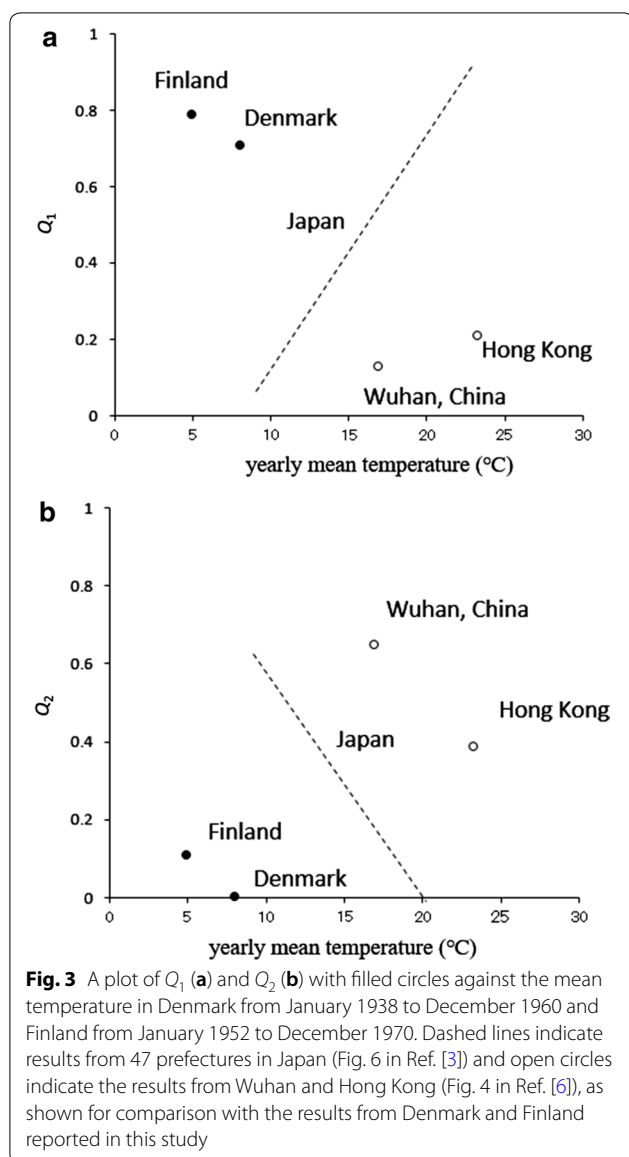 a
1
Finland
0.8
Denmark
0.6
Q1
Japan
0.4
0.2
Hong Kong
Wuhan, China
0
0 5 10 15 20 25 30
yearly mean temperature (°C)
b
1
0.8
Wuhan, China
0.6
Q2
Hong Kong
0.4
Japan
0.2
Finland
Denmark
0
0 5 10 15 20 25 30
yearly mean temperature (°C)
Fig. 3 A plot of Q1 (a) and Q2 (b) with filled circles against the mean
temperature in Denmark from January 1938 to December 1960 and
Finland from January 1952 to December 1970. Dashed lines indicate
results from 47 prefectures in Japan (Fig. 6 in Ref. [3]) and open circles
indicate the results from Wuhan and Hong Kong (Fig. 4 in Ref. [6]), as
shown for comparison with the results from Denmark and Finland
reported in this study